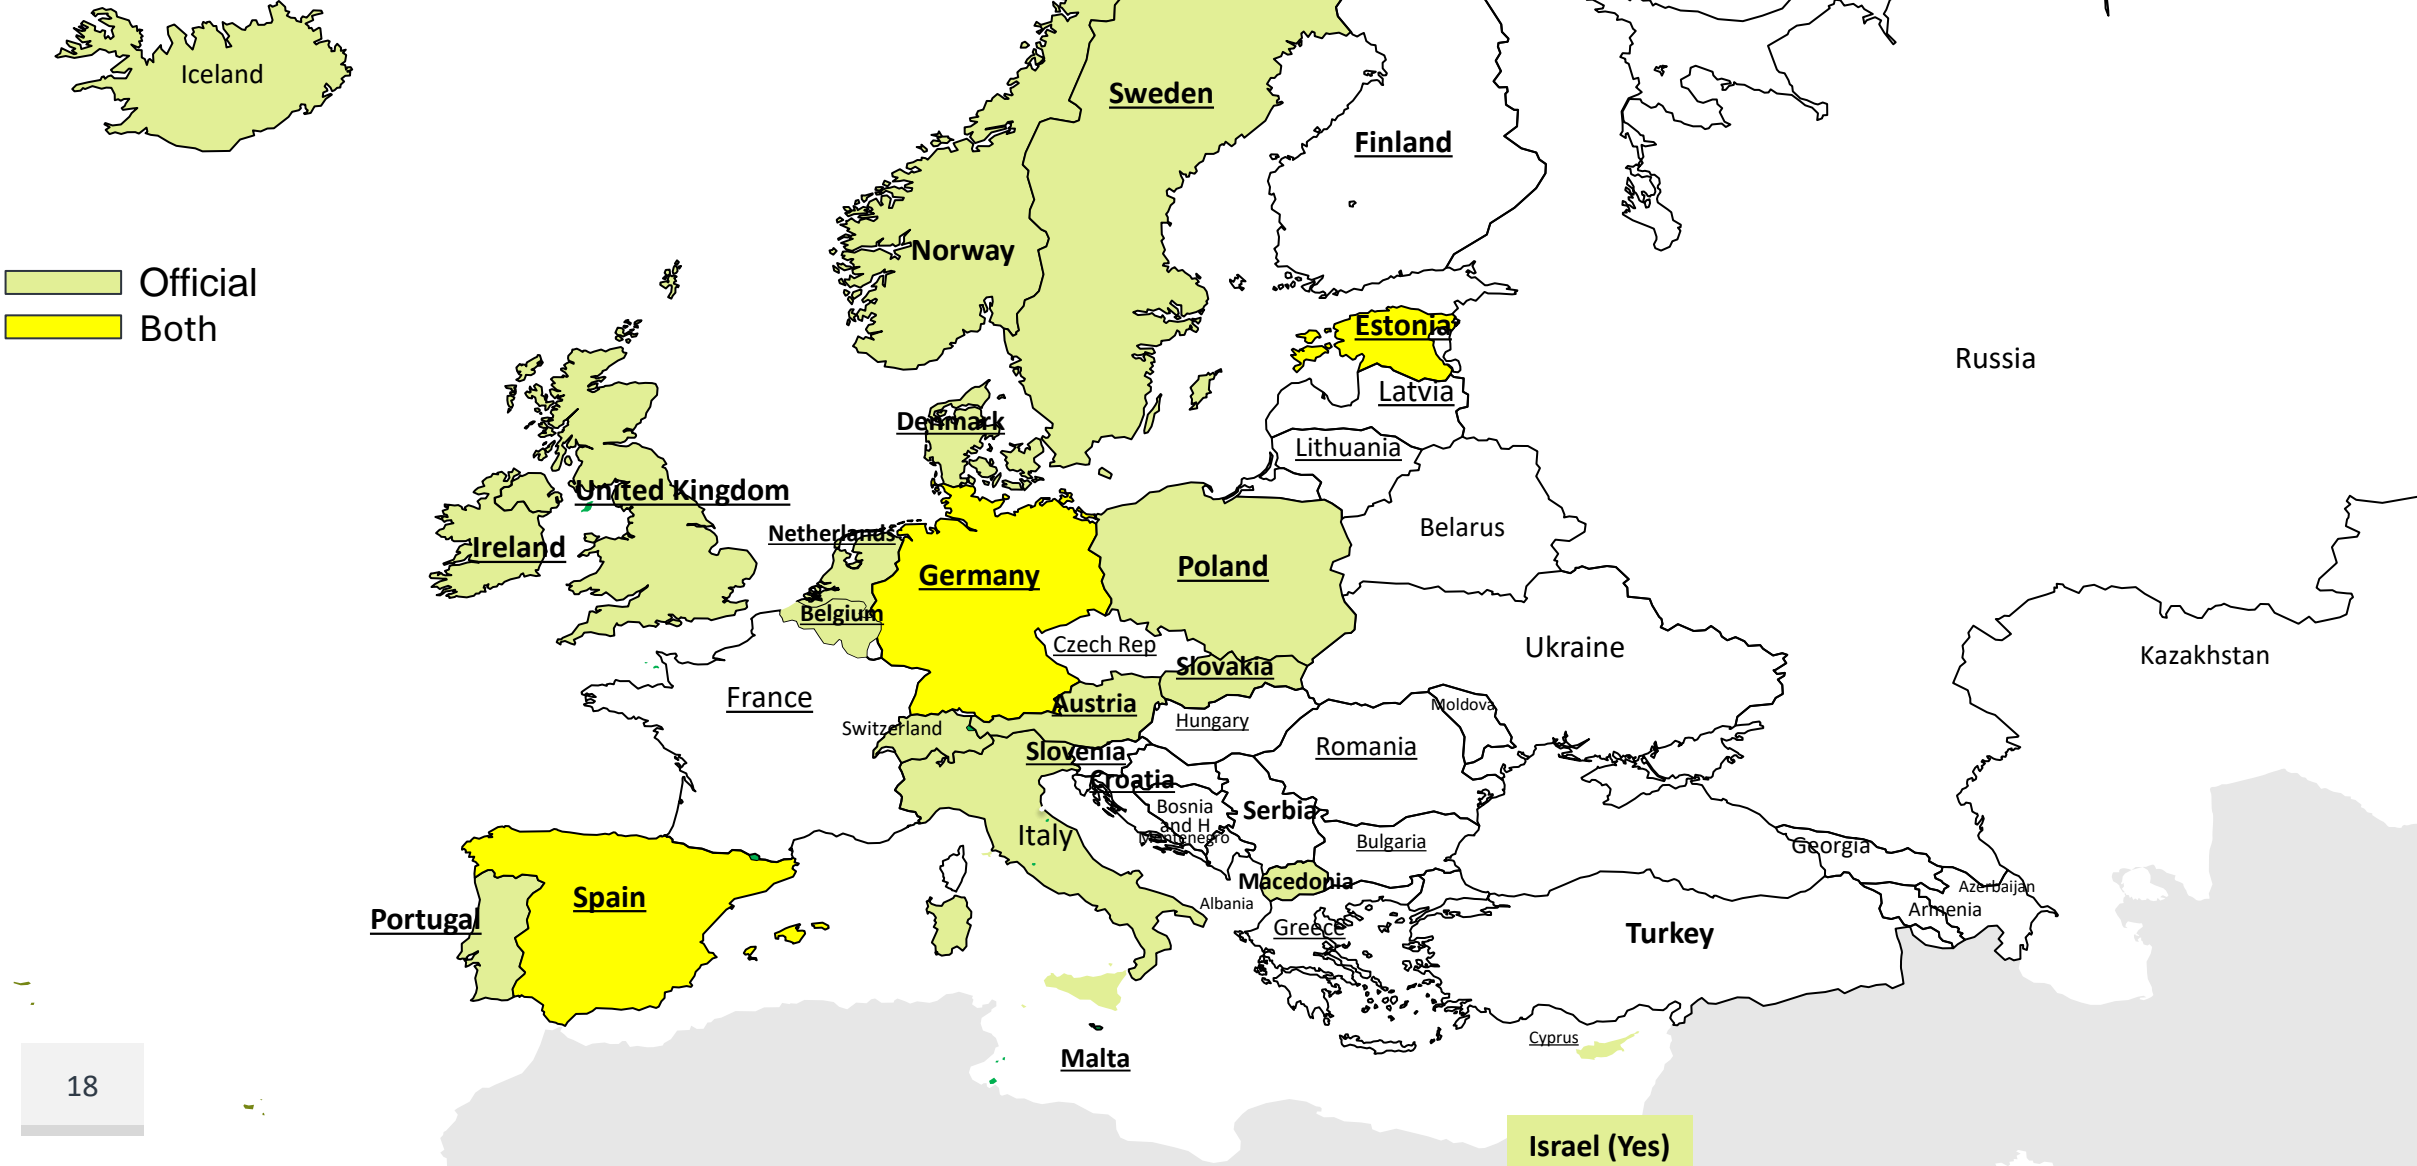 Iceland
Sweden
Finland
Norway
Official
Both
Estonia
Russia
Latvia
Denmark
Lithuania
United Kingdom
Netherlands
Belarus
Ireland
Poland
Germany
Belgium
Czech Rep
Ukraine
Kazakhstan
Slovakia
France
Austria
Moldova
Hungary
Switzerland
Romania
Slovenia
Croatia
Bosnia
and H
Serbia
Italy
Montenegro
Bulgaria
Georgia
Macedonia
Azerbaijan
Spain
Albania
Armenia
Portugal
Greece
Turkey
Cyprus
Malta
18
Israel (Yes)